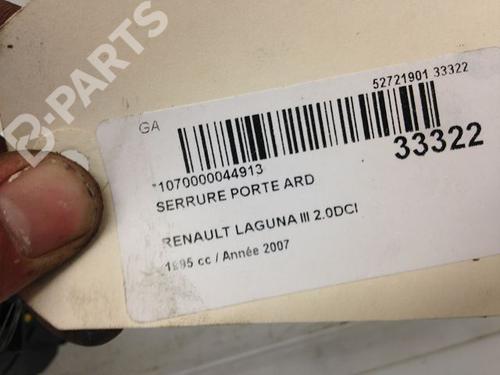 B-PARTS
GA
52721901 33322
33322
*1070000044913
SERRURE PORTE ARD
RENAULT LAGUNA III 2.0DCI
1995 cc / Année 2007